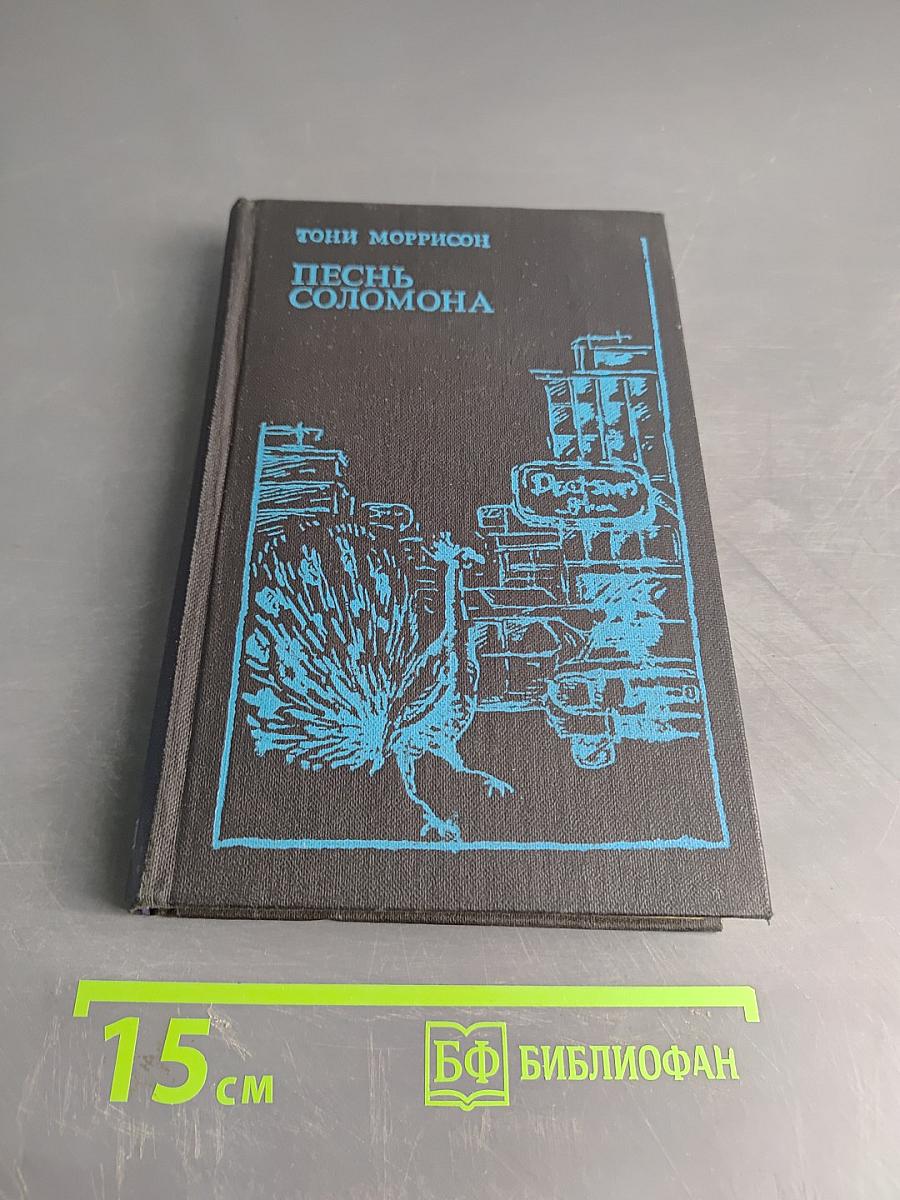 ТОНИ МОРРИСОН
ПЕСНЬ
СОЛОМОНА
15 см
БФ БИБЛИОФАН